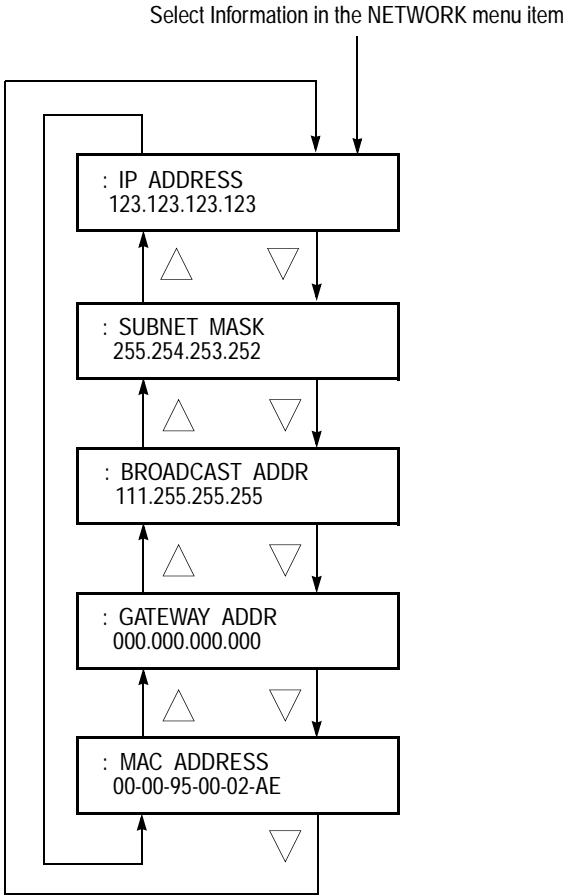 Select Information in the NETWORK menu item
: IP ADDRESS
123.123.123.123
: SUBNET MASK
255.254.253.252
: BROADCAST ADDR
111.255.255.255
: GATEWAY ADDR
000.000.000.000
: MAC ADDRESS
00-00-95-00-02-AE